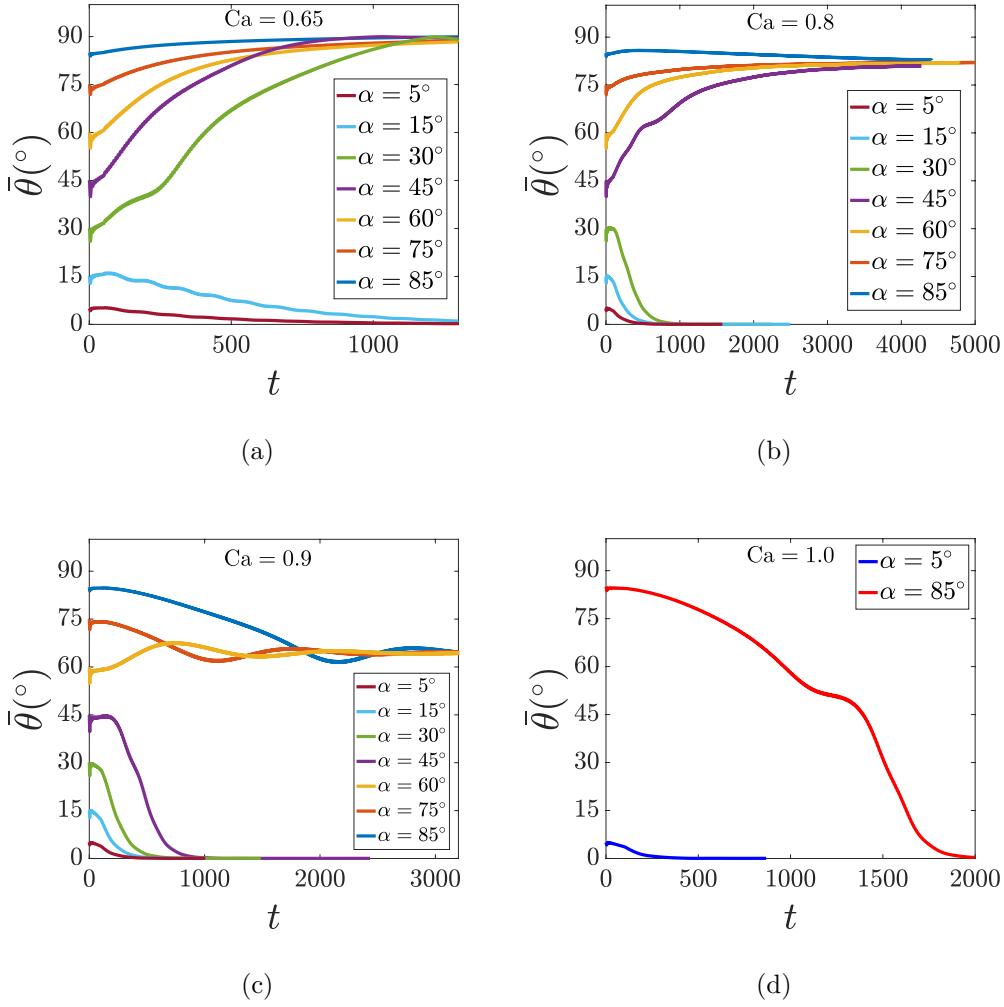 Ca = 0.65
90
75
60
45
30
15
0
θ̄(°)
α = 5°
α = 15°
α = 30°
α = 45°
α = 60°
α = 75°
α = 85°
0 500 1000
t
(a)
Ca = 0.8
90
75
60
45
30
15
0
θ̄(°)
α = 5°
α = 15°
α = 30°
α = 45°
α = 60°
α = 75°
α = 85°
0 1000 2000 3000 4000 5000
t
(b)
Ca = 0.9
90
75
60
45
30
15
0
θ̄(°)
α = 5°
α = 15°
α = 30°
α = 45°
α = 60°
α = 75°
α = 85°
0 1000 2000 3000
t
(c)
Ca = 1.0
90
75
60
45
30
15
0
θ̄(°)
α = 5°
α = 85°
0 500 1000 1500 2000
t
(d)